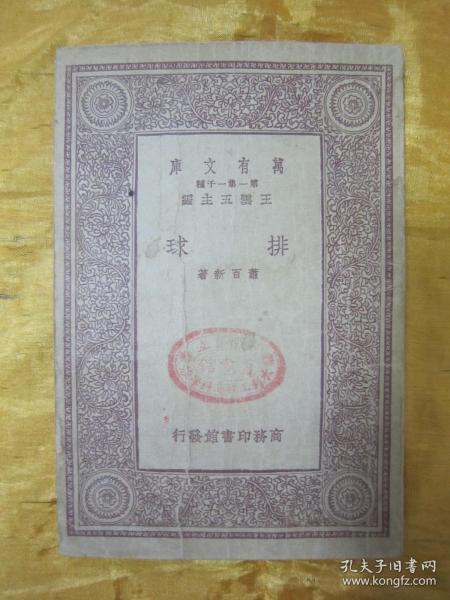 萬有文庫
第一集一千種
王雲五主編
排球
蕭百新著
商務印書館發行
孔夫子旧书网
www.kongfz.com